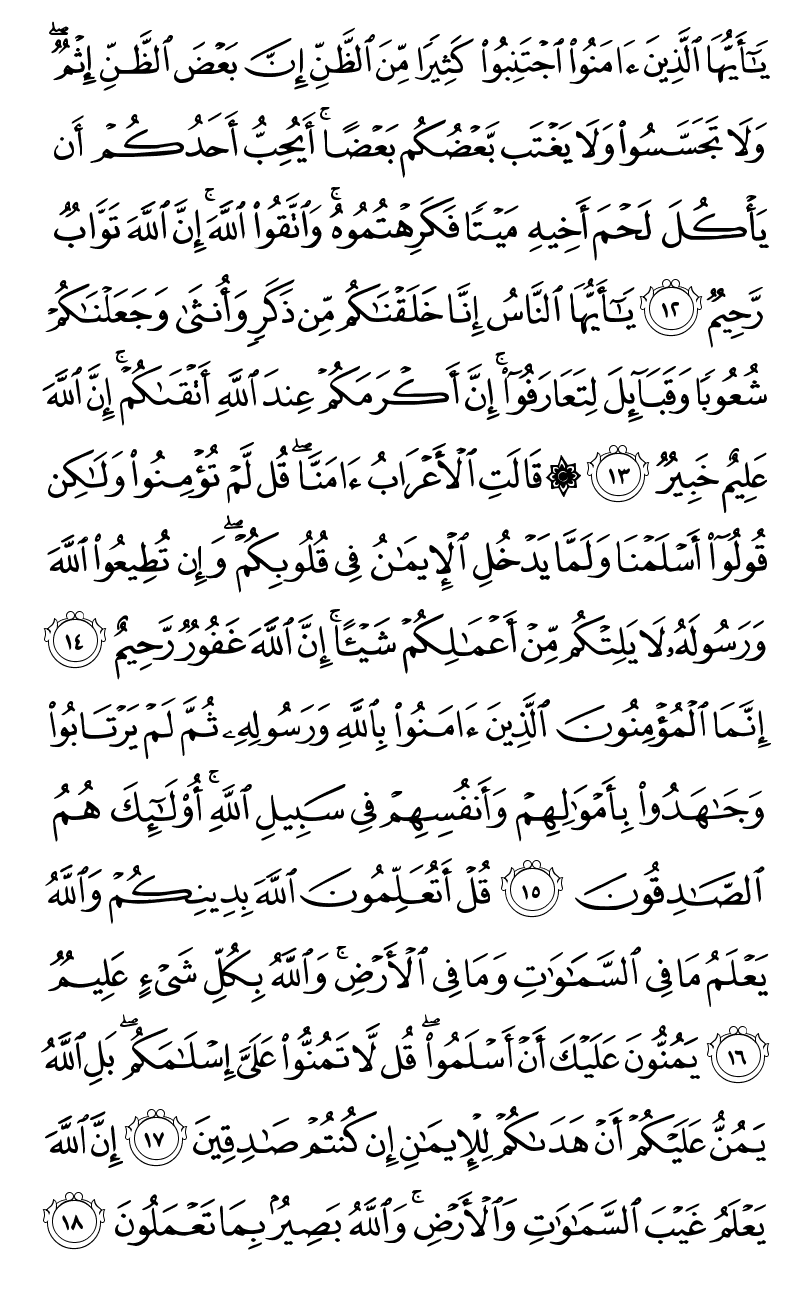 يَٰٓأَيُّهَا ٱلَّذِينَ ءَامَنُوا۟ ٱجْتَنِبُوا۟ كَثِيرًا مِّنَ ٱلظَّنِّ إِنَّ بَعْضَ ٱلظَّنِّ إِثْمٌ ۖ
وَلَا تَجَسَّسُوا۟ وَلَا يَغْتَب بَّعْضُكُم بَعْضًا ۚ أَيُحِبُّ أَحَدُكُمْ أَن
يَأْكُلَ لَحْمَ أَخِيهِ مَيْتًا فَكَرِهْتُمُوهُ ۚ وَٱتَّقُوا۟ ٱللَّهَ ۚ إِنَّ ٱللَّهَ تَوَّابٌ
رَّحِيمٌ ١٢ يَٰٓأَيُّهَا ٱلنَّاسُ إِنَّا خَلَقْنَٰكُم مِّن ذَكَرٍ وَأُنثَىٰ وَجَعَلْنَٰكُمْ
شُعُوبًا وَقَبَآئِلَ لِتَعَارَفُوٓا۟ ۚ إِنَّ أَكْرَمَكُمْ عِندَ ٱللَّهِ أَتْقَىٰكُمْ ۚ إِنَّ ٱللَّهَ
عَلِيمٌ خَبِيرٌ ١٣ ۞ قَالَتِ ٱلْأَعْرَابُ ءَامَنَّا ۖ قُل لَّمْ تُؤْمِنُوا۟ وَلَٰكِن
قُولُوٓا۟ أَسْلَمْنَا وَلَمَّا يَدْخُلِ ٱلْإِيمَٰنُ فِى قُلُوبِكُمْ ۖ وَإِن تُطِيعُوا۟ ٱللَّهَ
وَرَسُولَهُۥ لَا يَلِتْكُم مِّنْ أَعْمَٰلِكُمْ شَيْـًٔا ۚ إِنَّ ٱللَّهَ غَفُورٌ رَّحِيمٌ ١٤
إِنَّمَا ٱلْمُؤْمِنُونَ ٱلَّذِينَ ءَامَنُوا۟ بِٱللَّهِ وَرَسُولِهِۦ ثُمَّ لَمْ يَرْتَابُوا۟
وَجَٰهَدُوا۟ بِأَمْوَٰلِهِمْ وَأَنفُسِهِمْ فِى سَبِيلِ ٱللَّهِ ۚ أُو۟لَٰٓئِكَ هُمُ
ٱلصَّٰدِقُونَ ١٥ قُلْ أَتُعَلِّمُونَ ٱللَّهَ بِدِينِكُمْ وَٱللَّهُ
يَعْلَمُ مَا فِى ٱلسَّمَٰوَٰتِ وَمَا فِى ٱلْأَرْضِ ۚ وَٱللَّهُ بِكُلِّ شَىْءٍ عَلِيمٌ
١٦ يَمُنُّونَ عَلَيْكَ أَنْ أَسْلَمُوا۟ ۖ قُل لَّا تَمُنُّوا۟ عَلَىَّ إِسْلَٰمَكُم ۖ بَلِ ٱللَّهُ
يَمُنُّ عَلَيْكُمْ أَنْ هَدَىٰكُمْ لِلْإِيمَٰنِ إِن كُنتُمْ صَٰدِقِينَ ١٧ إِنَّ ٱللَّهَ
يَعْلَمُ غَيْبَ ٱلسَّمَٰوَٰتِ وَٱلْأَرْضِ ۚ وَٱللَّهُ بَصِيرٌۢ بِمَا تَعْمَلُونَ ١٨